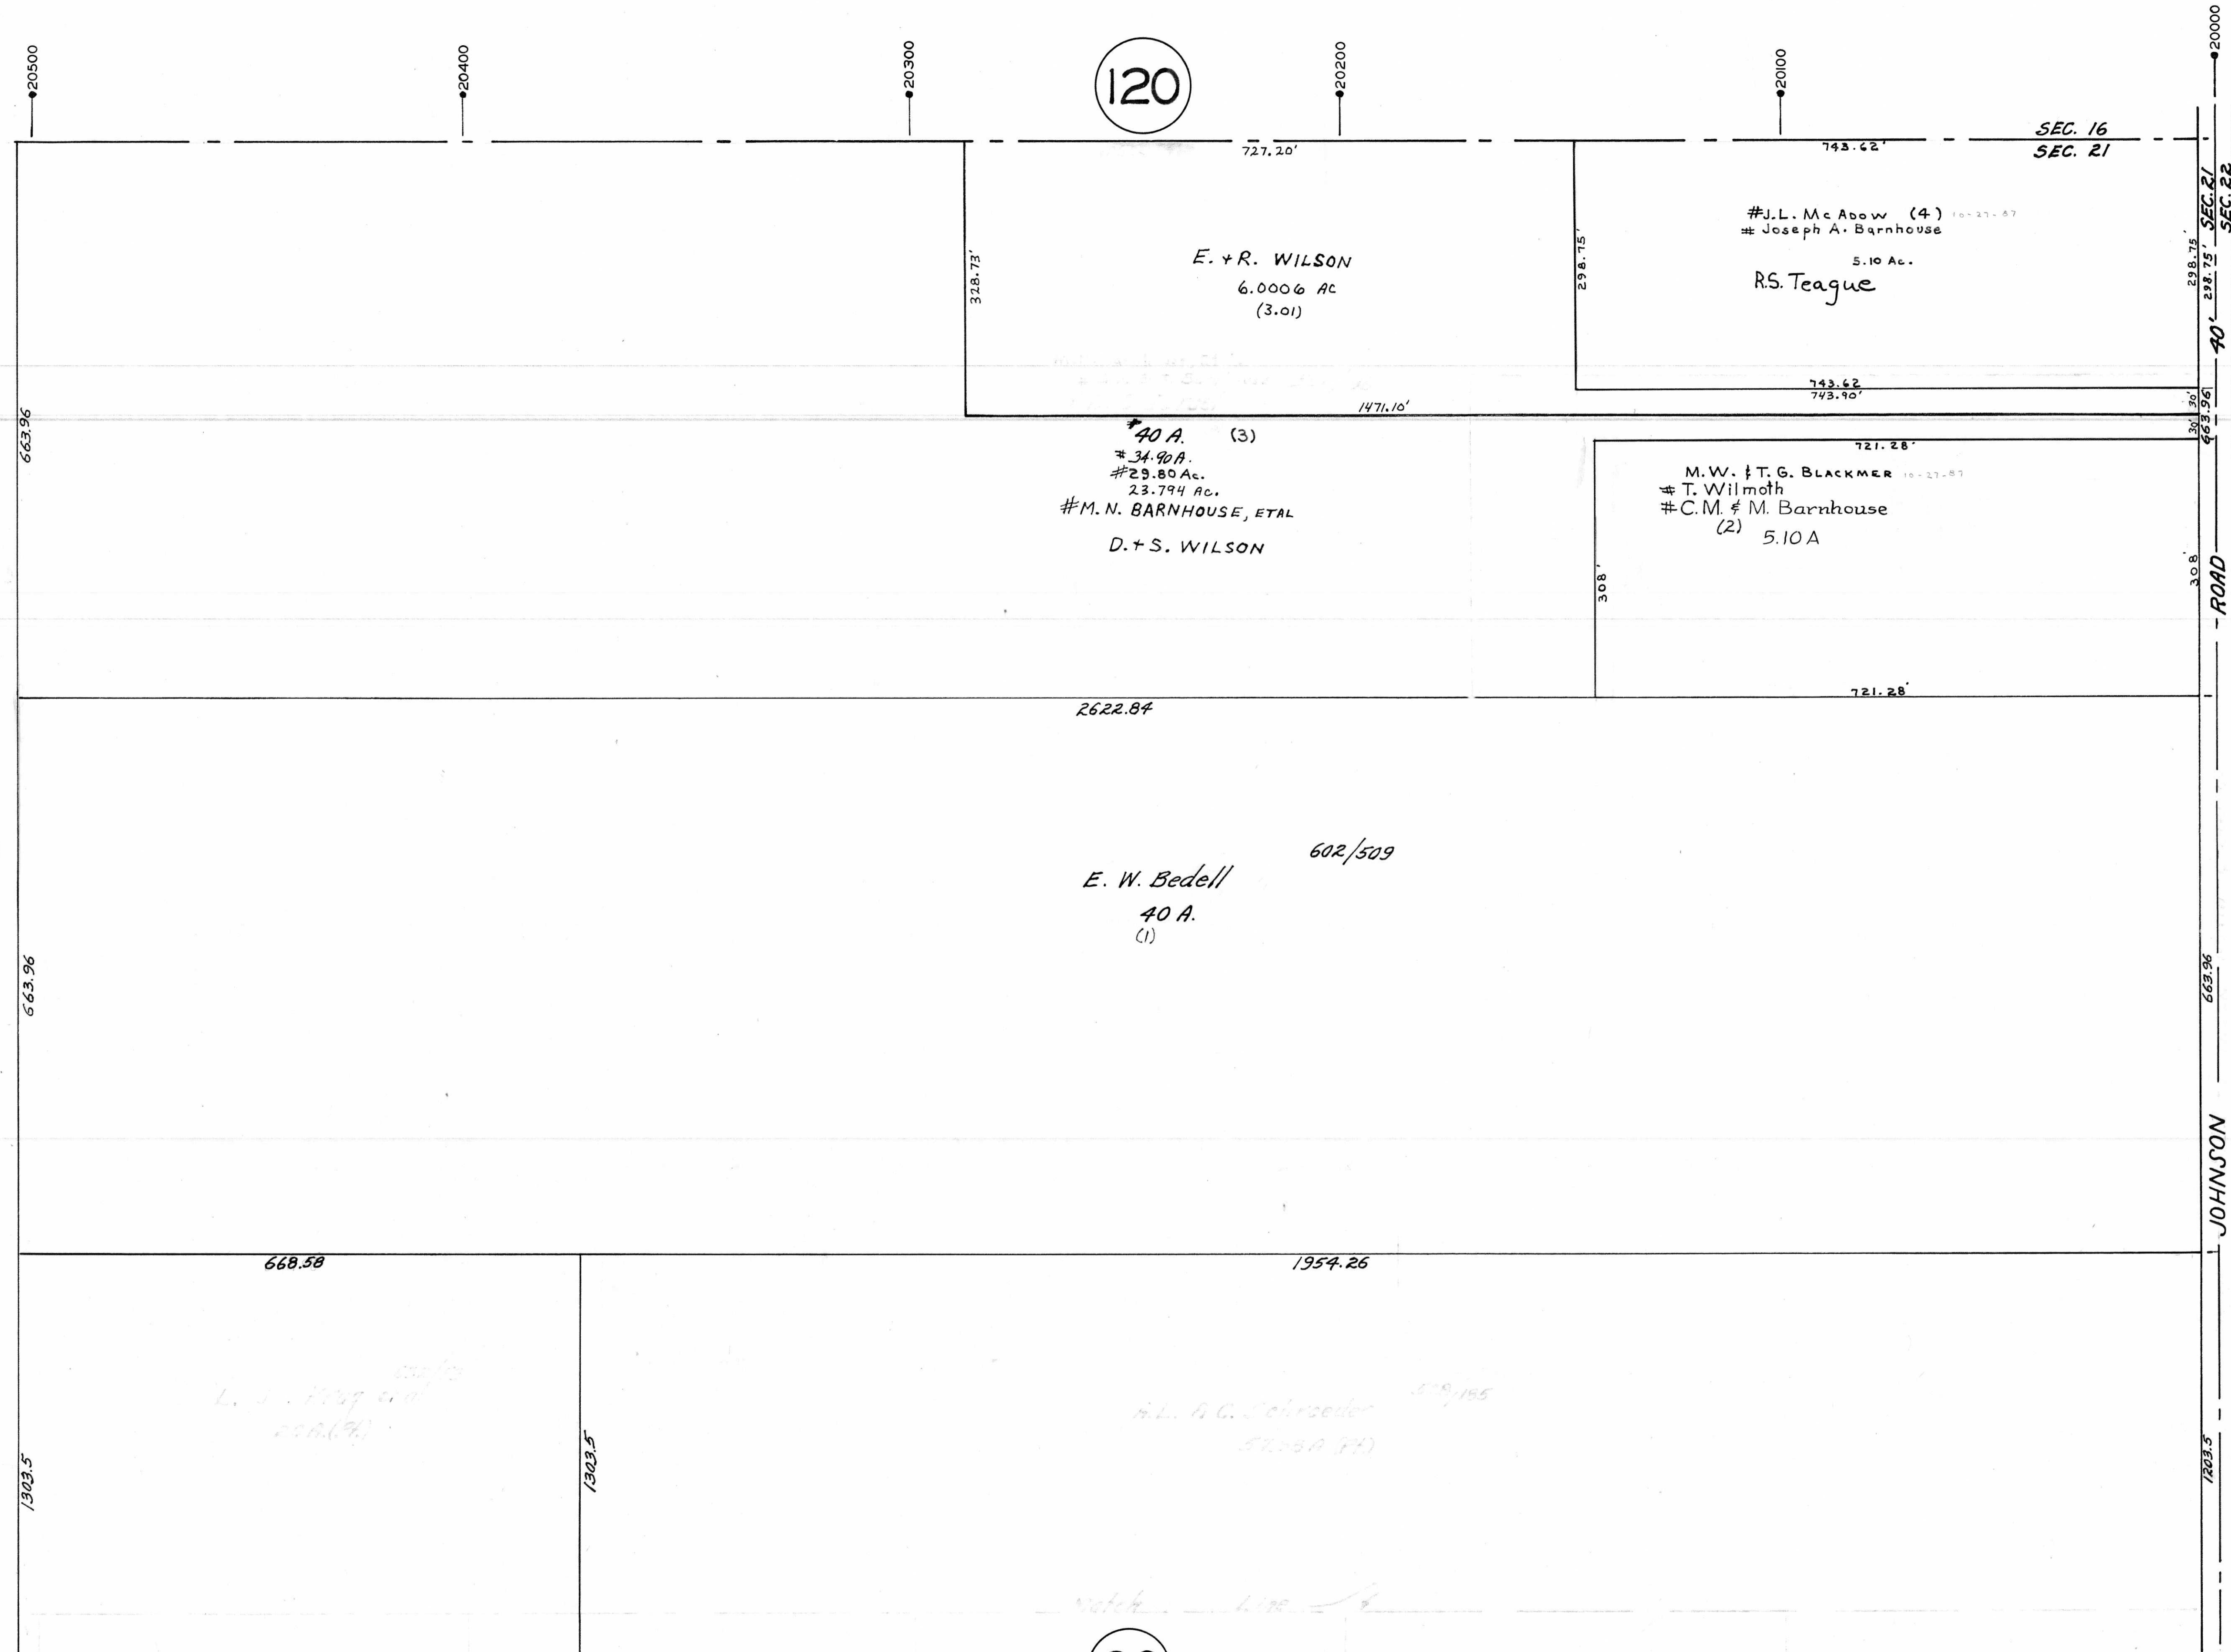 20500
20400
20300
120
20200
20100
20000
SEC. 16
SEC. 21
SEC. 21
SEC. 22
727.20'
743.62'
328.73'
E. + R. WILSON
6.0006 AC
(3.01)
298.75'
#J.L. McADOW (4) 10-27-87
# Joseph A. Barnhouse
5.10 Ac.
R.S. Teague
298.75'
298.75'
40'
743.62
743.90'
1471.10'
30'
30'
663.96
663.96
#40 A. (3)
# 34.90 A.
#29.80 Ac.
23.794 Ac.
#M.N. BARNHOUSE, ETAL
D. + S. WILSON
721.28'
M.W. & T.G. BLACKMER 10-27-87
# T. Wilmoth
# C.M. & M. Barnhouse
(2) 5.10 A
308'
308'
ROAD
721.28'
2622.84
602/509
E. W. Bedell
40 A.
(1)
663.96
663.96
JOHNSON
668.58
1954.26
A.L. & C. Schroeder
1303.5
1303.5
1203.5
Match Line